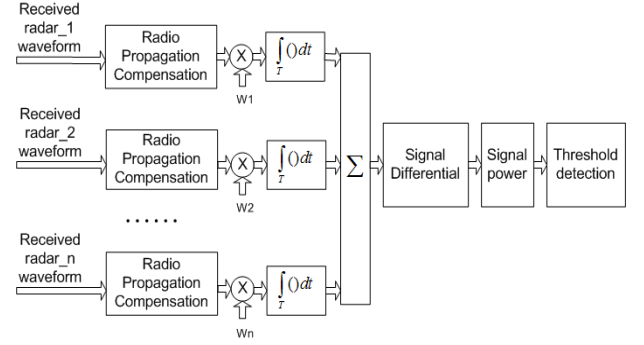 Received
radar_1
waveform
Radio
Propagation
Compensation
X
W1
∫()dt
T
Received
radar_2
waveform
Radio
Propagation
Compensation
X
W2
∫()dt
T
Σ
Signal
Differential
Signal
power
Threshold
detection
......
Received
radar_n
waveform
Radio
Propagation
Compensation
X
Wn
∫()dt
T